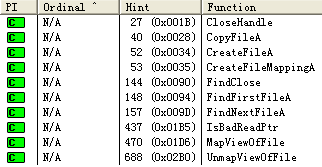 PI Ordinal ^ Hint Function
C N/A 27 (0x001B) CloseHandle
C N/A 40 (0x0028) CopyFileA
C N/A 52 (0x0034) CreateFileA
C N/A 53 (0x0035) CreateFileMappingA
C N/A 144 (0x0090) FindClose
C N/A 148 (0x0094) FindFirstFileA
C N/A 157 (0x009D) FindNextFileA
C N/A 437 (0x01B5) IsBadReadPtr
C N/A 470 (0x01D6) MapViewOfFile
C N/A 688 (0x02B0) UnmapViewOfFile